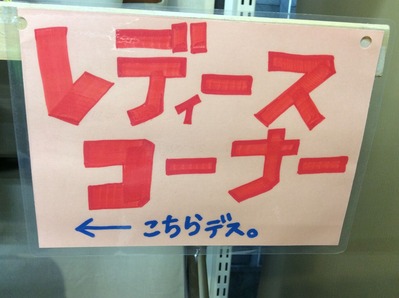 レディース
コーナー
← こちらデス。